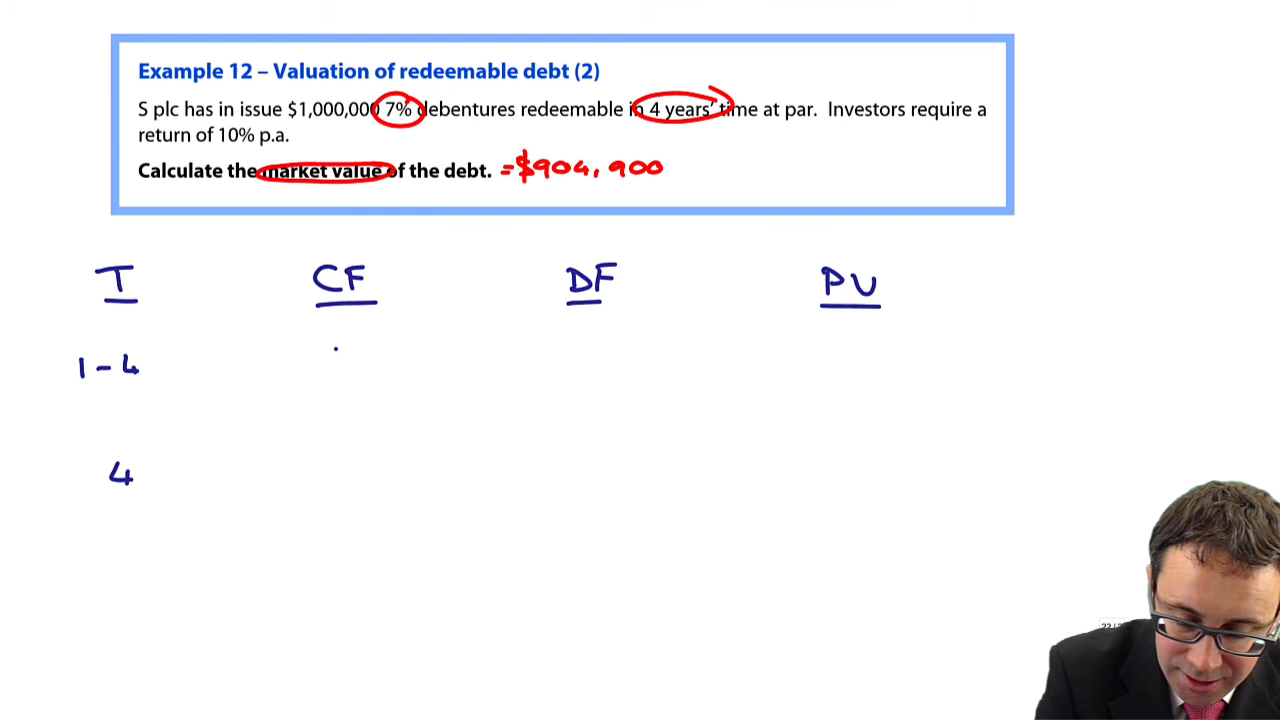 Example 12 – Valuation of redeemable debt (2)
S plc has in issue $1,000,000 7% debentures redeemable in 4 years' time at par. Investors require a
return of 10% p.a.
Calculate the market value of the debt. = $904,900
T CF DF PV
1 - 4
4